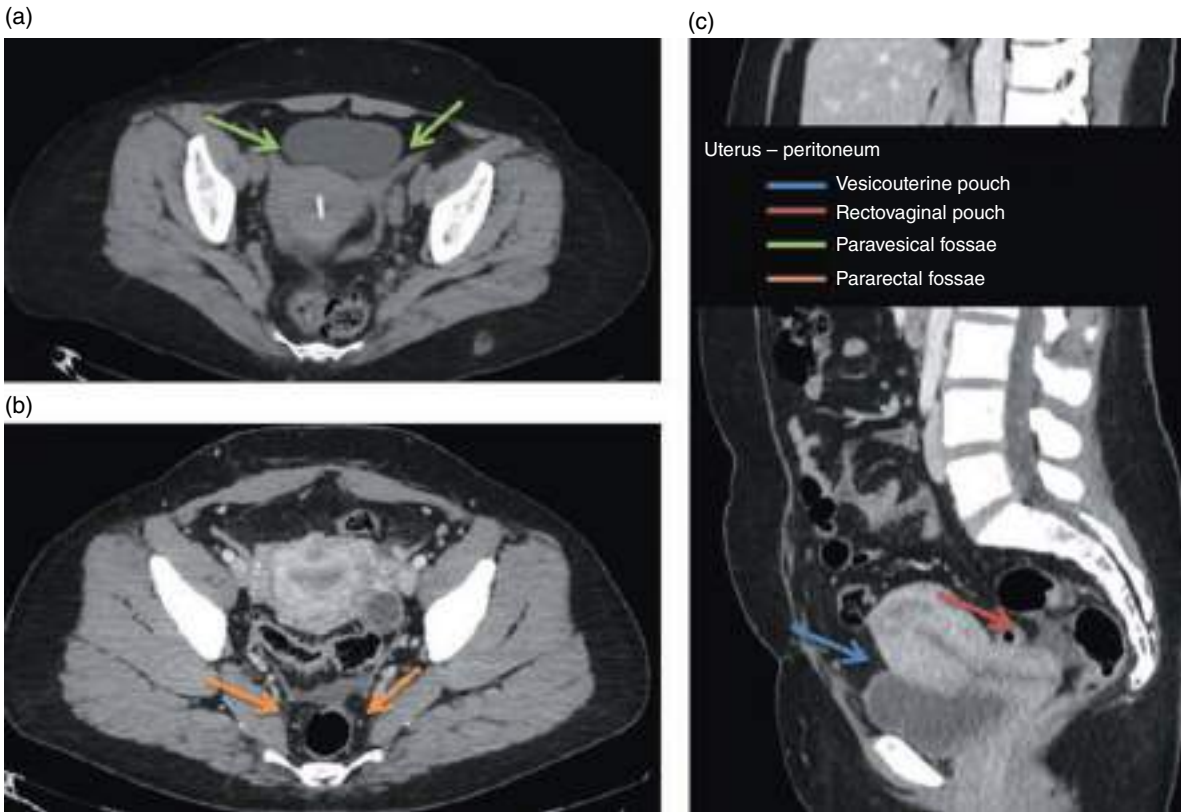 (a)
(b)
(c)
Uterus – peritoneum
Vesicouterine pouch
Rectovaginal pouch
Paravesical fossae
Pararectal fossae